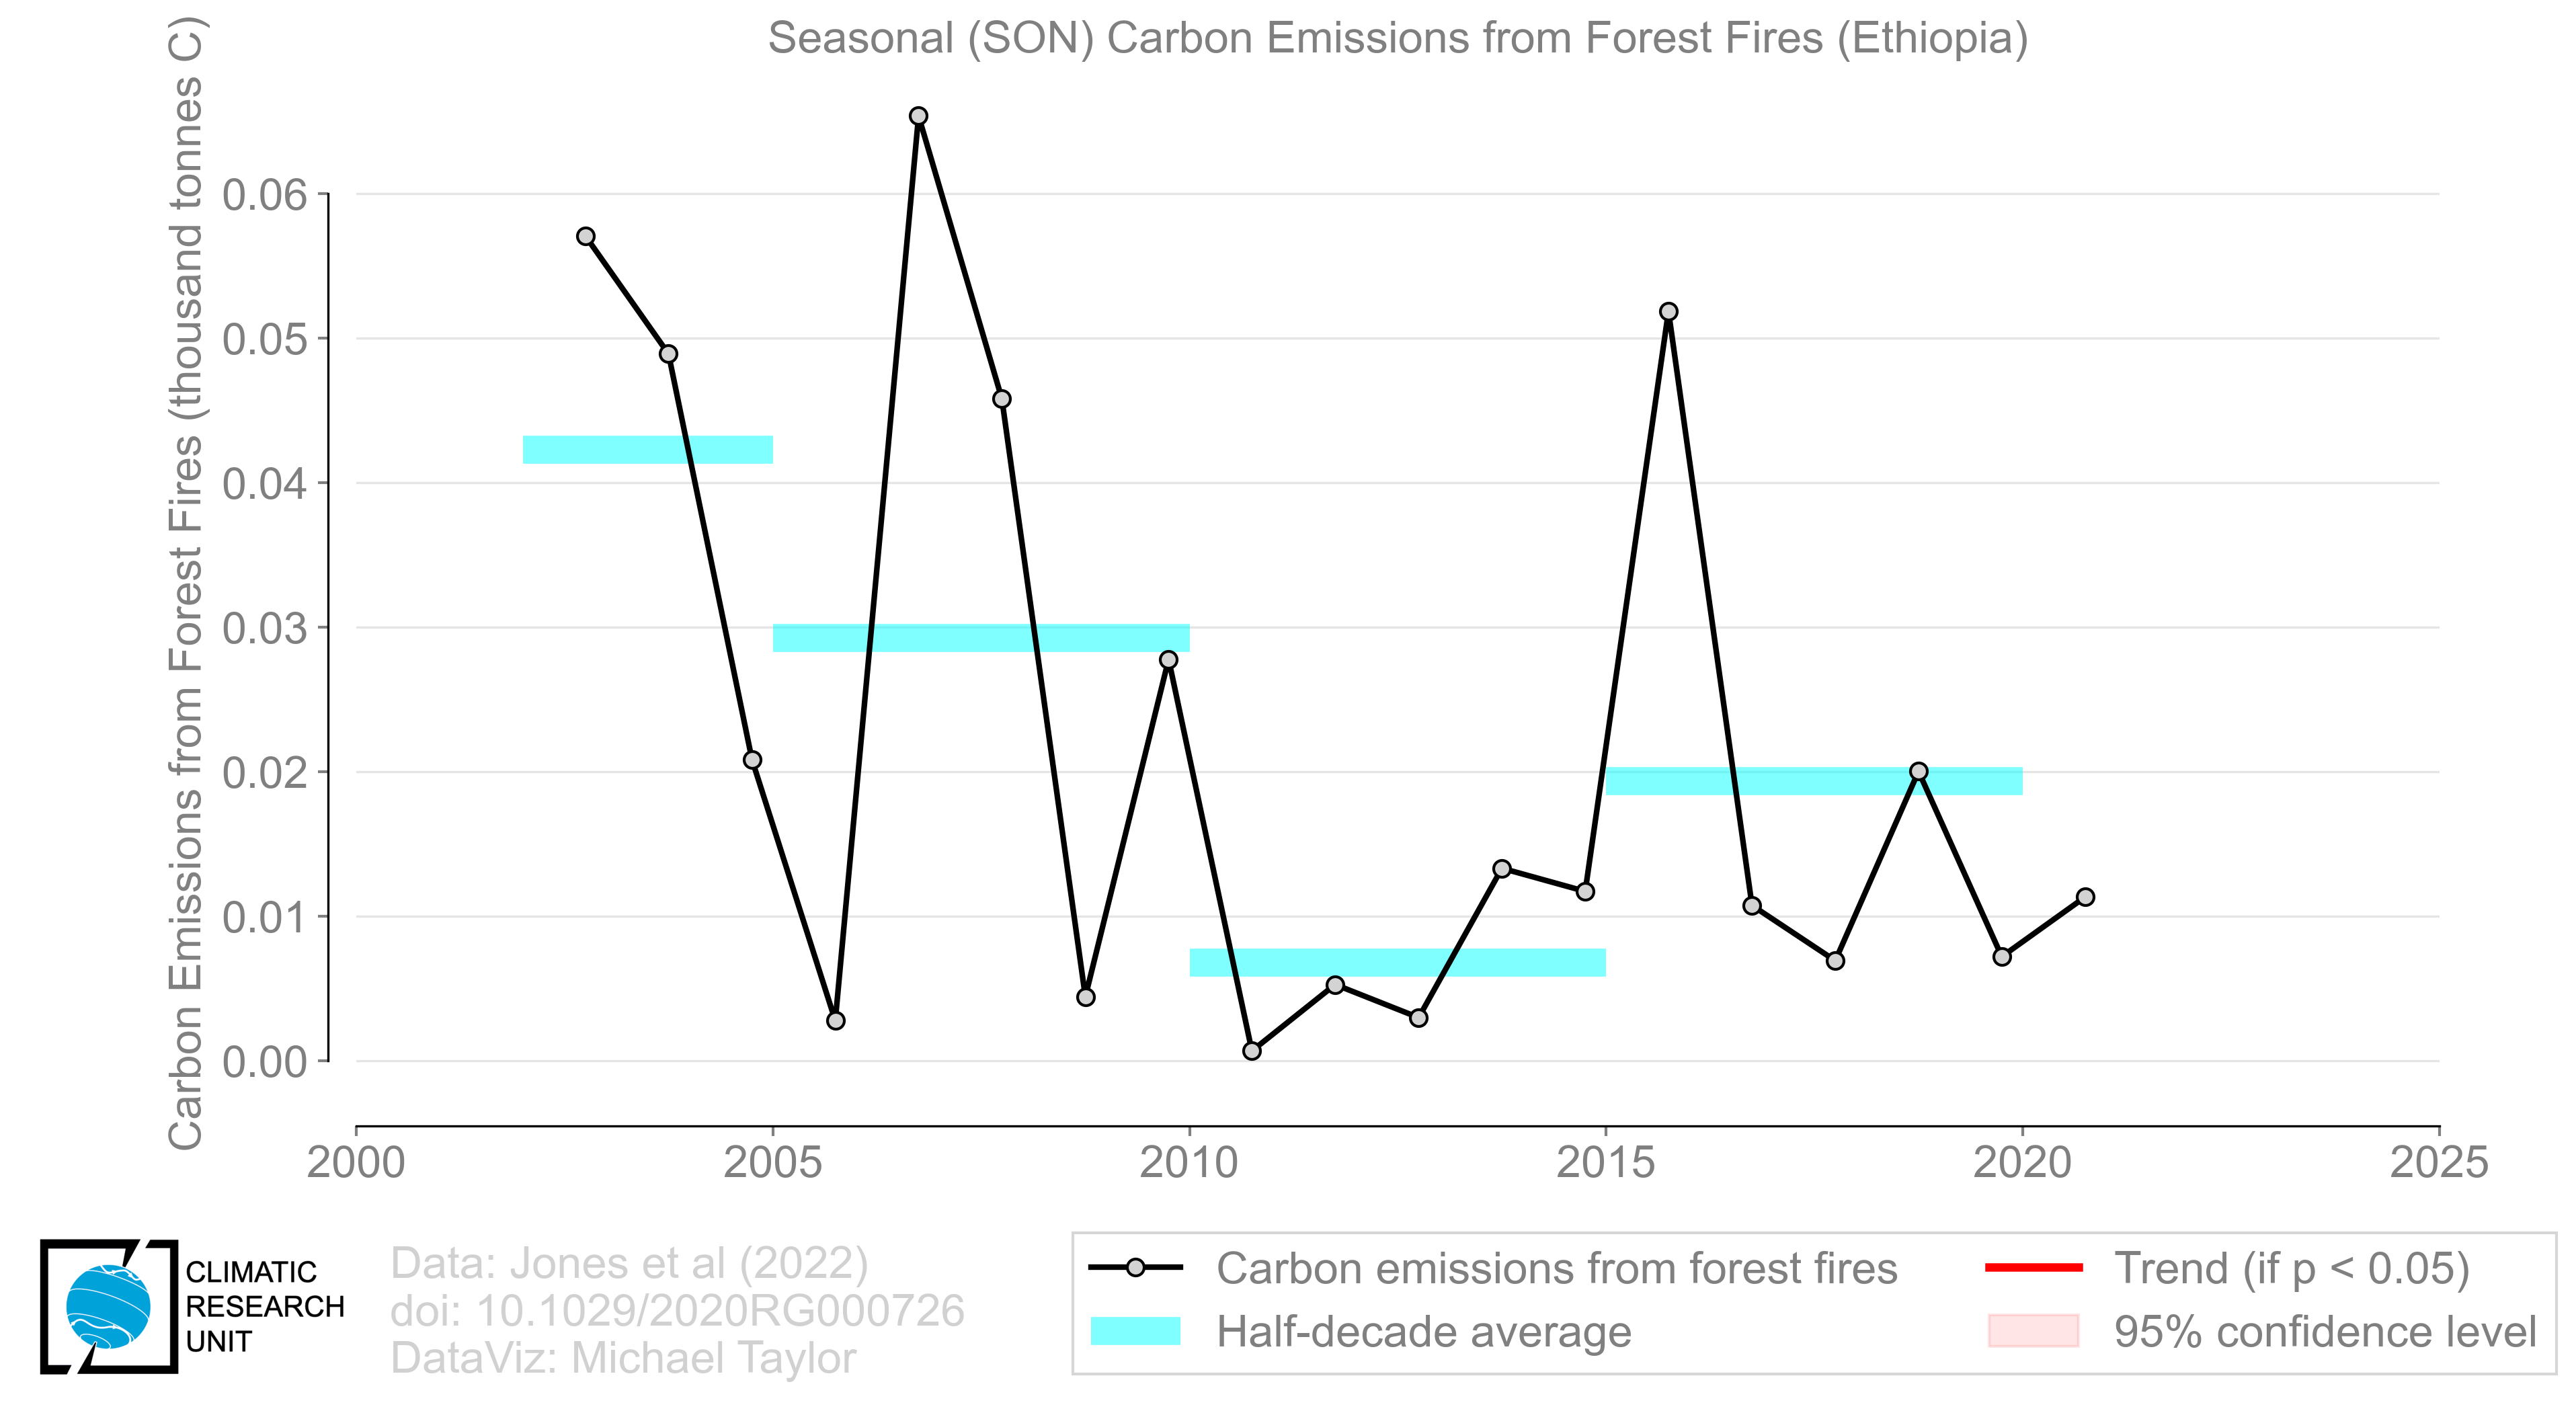 Seasonal (SON) Carbon Emissions from Forest Fires (Ethiopia)
Carbon Emissions from Forest Fires (thousand tonnes C)
0.06
0.05
0.04
0.03
0.02
0.01
0.00
2000 2005 2010 2015 2020 2025
CLIMATIC
RESEARCH
UNIT
Data: Jones et al (2022)
doi: 10.1029/2020RG000726
DataViz: Michael Taylor
Carbon emissions from forest fires
Half-decade average
Trend (if p < 0.05)
95% confidence level